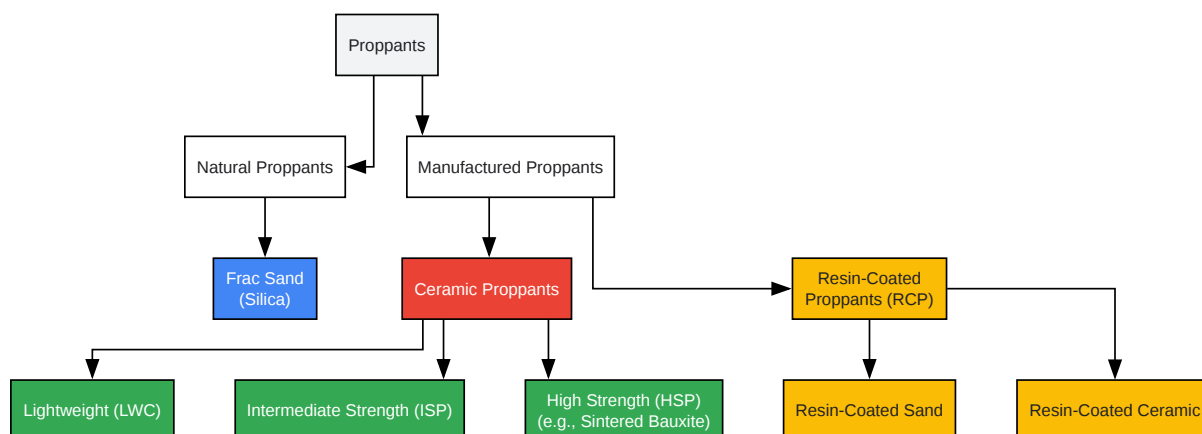 Proppants
Natural Proppants
Manufactured Proppants
Frac Sand
(Silica)
Ceramic Proppants
Resin-Coated
Proppants (RCP)
Lightweight (LWC)
Intermediate Strength (ISP)
High Strength (HSP)
(e.g., Sintered Bauxite)
Resin-Coated Sand
Resin-Coated Ceramic